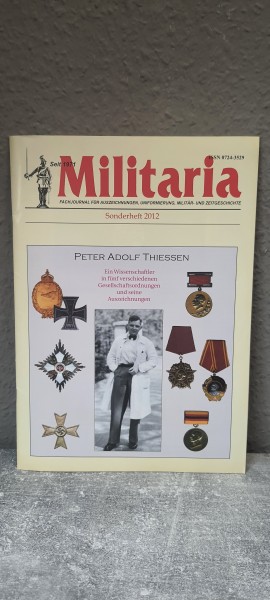 ISSN 0724-3529
Seit 1971
Militaria
FACHJOURNAL FÜR AUSZEICHNUNGEN, UNIFORMIERUNG, MILITÄR- UND ZEITGESCHICHTE
Sonderheft 2012
PETER ADOLF THIESSEN
Ein Wissenschaftler
in fünf verschiedenen
Gesellschaftsordnungen
und seine
Auszeichnungen